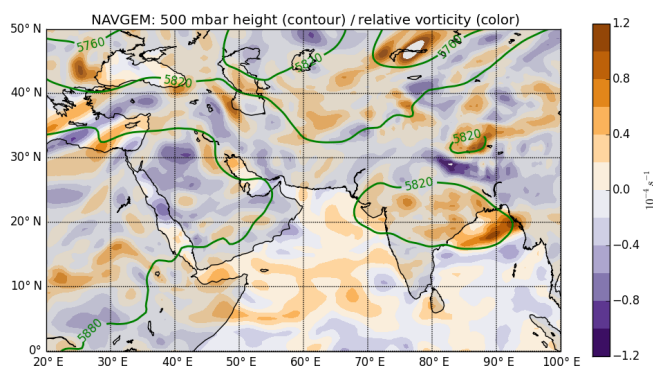 NAVGEM: 500 mbar height (contour) / relative vorticity (color)
50° N
40° N
30° N
20° N
10° N
0°
20° E
30° E
40° E
50° E
60° E
70° E
80° E
90° E
100° E
5760
5820
5820
5760
5820
5820
5880
1.2
0.8
0.4
0.0
−0.4
−0.8
−1.2
10⁻⁴ s⁻¹